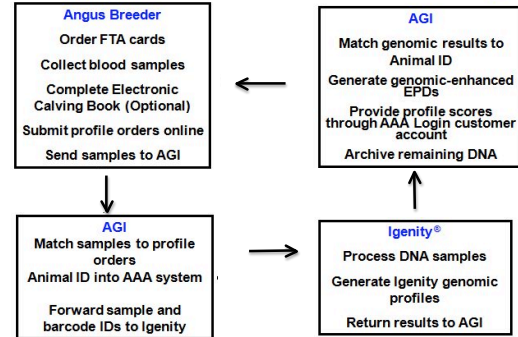 Angus Breeder
Order FTA cards
Collect blood samples
Complete Electronic
Calving Book (Optional)
Submit profile orders online
Send samples to AGI
AGI
Match samples to profile
orders
Animal ID into AAA system
Forward sample and
barcode IDs to Igenity
Igenity®
Process DNA samples
Generate Igenity genomic
profiles
Return results to AGI
AGI
Match genomic results to
Animal ID
Generate genomic-enhanced
EPDs
Provide profile scores
through AAA Login customer
account
Archive remaining DNA